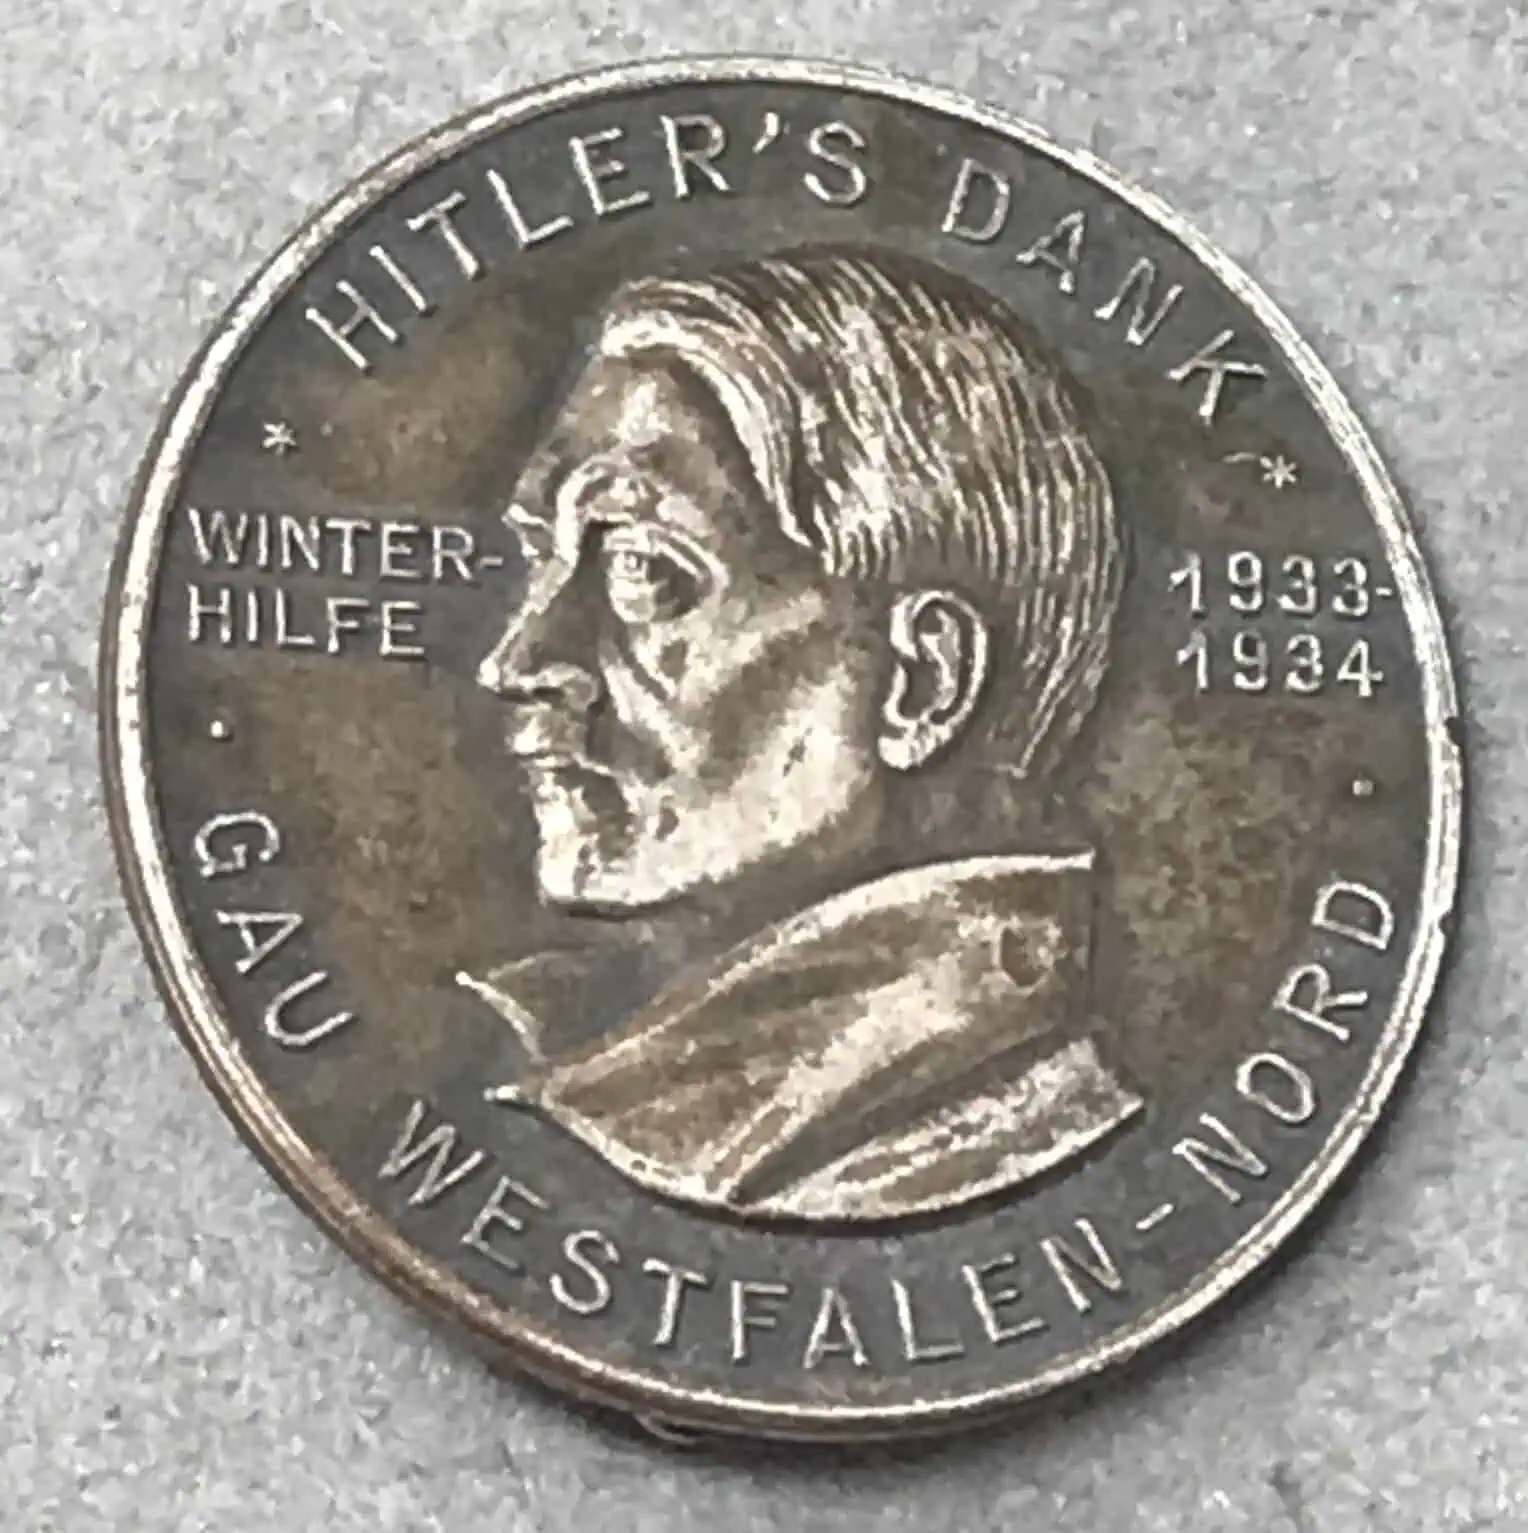 * HITLER'S DANK *
WINTER-
HILFE
1933-
1934
· GAU WESTFALEN-NORD ·